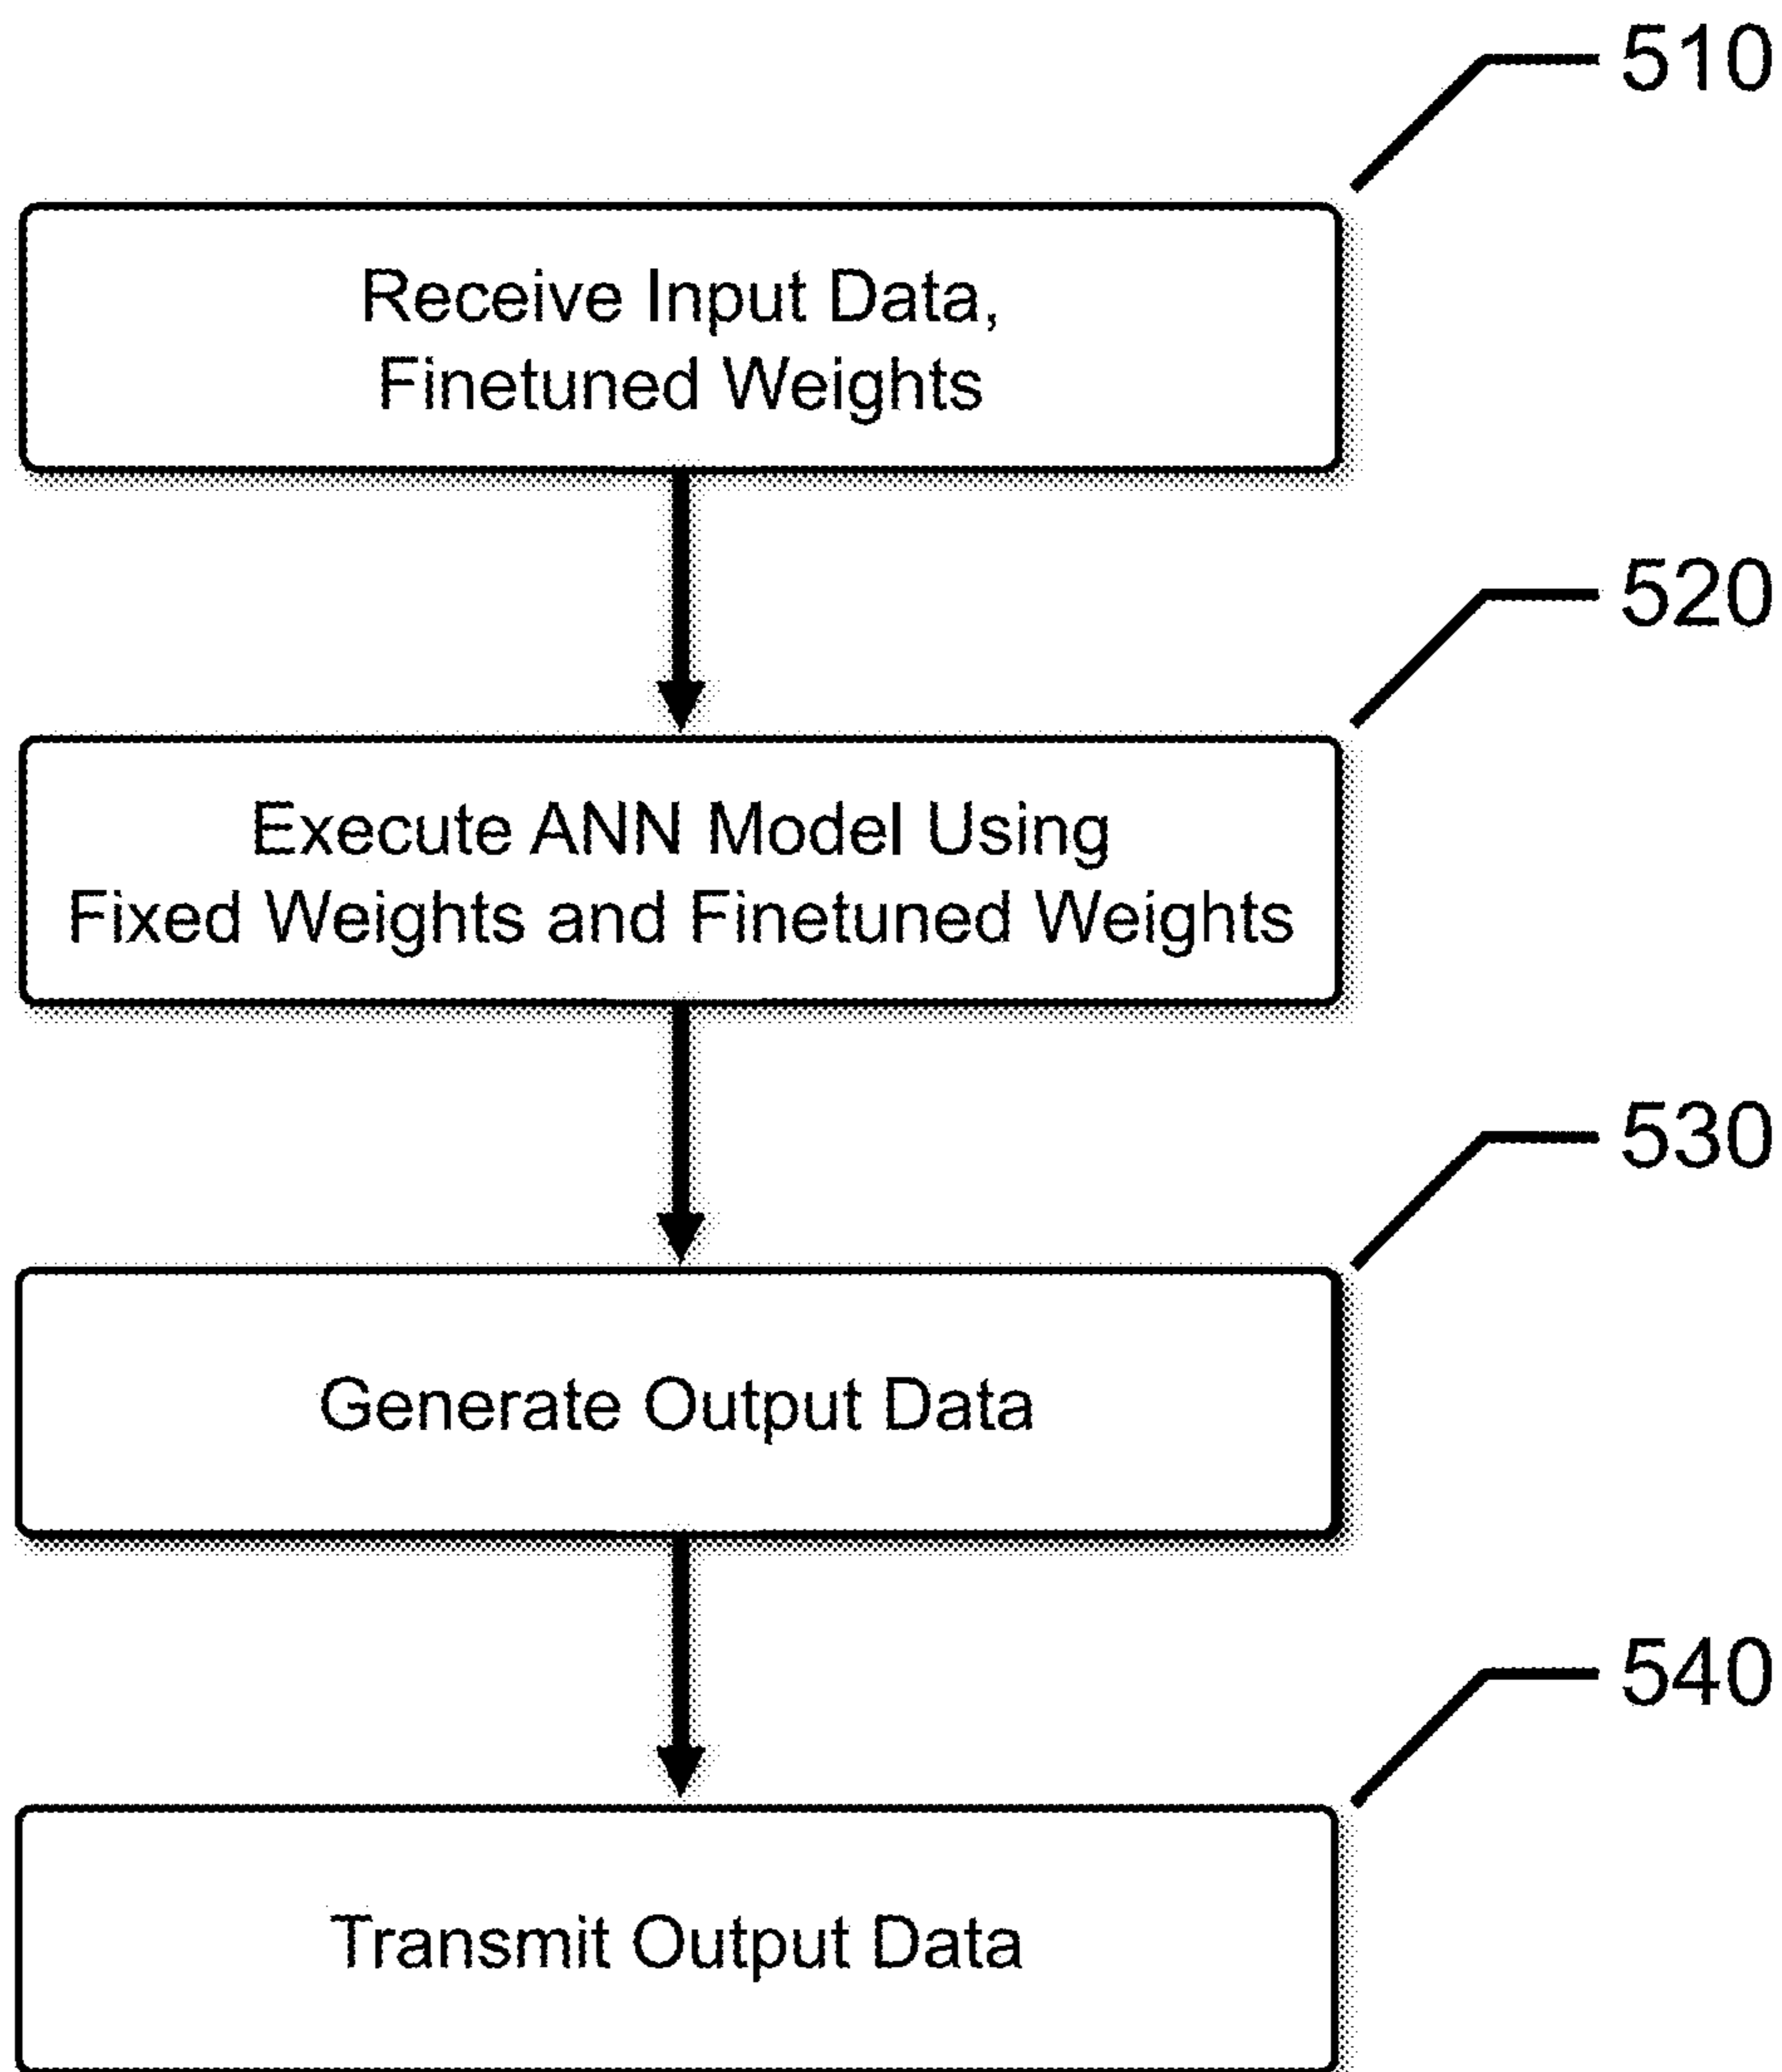 510
Receive Input Data,
Finetuned Weights
520
Execute ANN Model Using
Fixed Weights and Finetuned Weights
530
Generate Output Data
540
Transmit Output Data